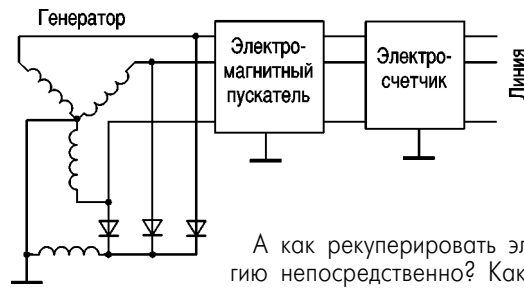 Генератор
Электро-
магнитный
пускатель
Электро-
счетчик
Линия
А как рекуперировать эл
гию непосредственно? Как